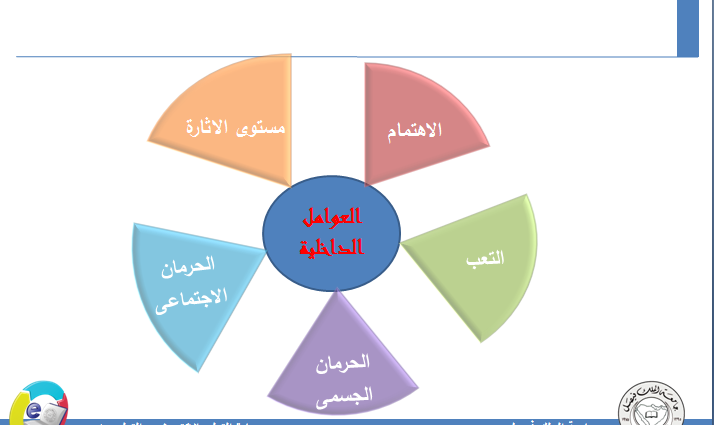 الاهتمام
مستوى الاثارة
العوامل
الداخلية
التعب
الحرمان
الاجتماعى
الحرمان
الجسمى